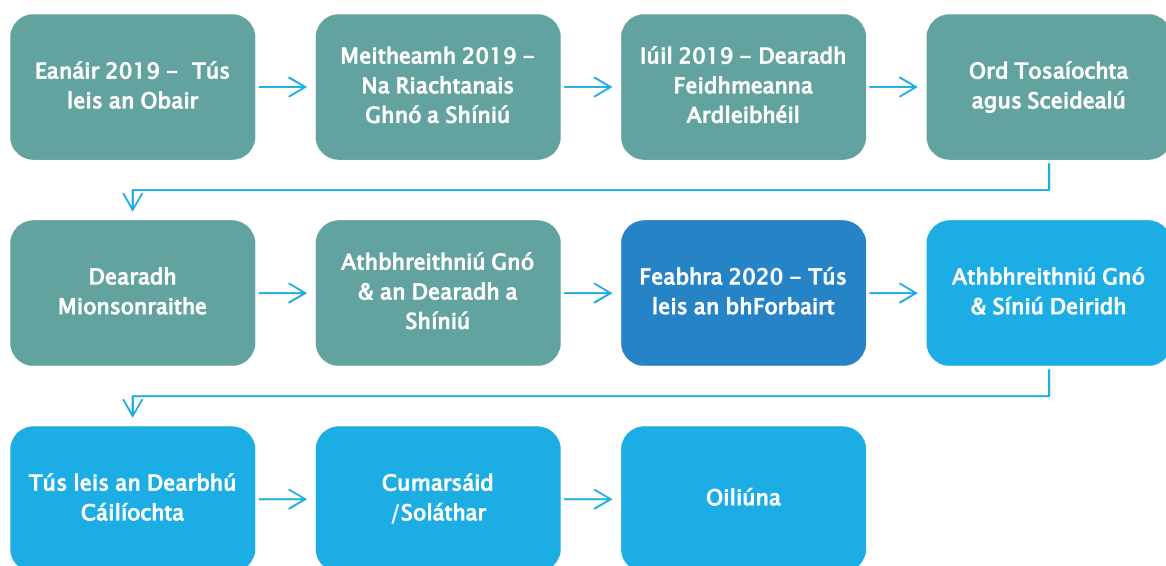 Eanáir 2019 – Tús
leis an Obair
Meitheamh 2019 –
Na Riachtanais
Ghnó a Shíniú
Iúil 2019 – Dearadh
Feidhmeanna
Ardleibhéil
Ord Tosaíochta
agus Sceidealú
Dearadh
Mionsonraithe
Athbhreithniú Gnó
& an Dearadh a
Shíniú
Feabhra 2020 – Tús
leis an bhForbairt
Athbhreithniú Gnó
& Síniú Deiridh
Tús leis an Dearbhú
Cáilíochta
Cumarsáid
/Soláthar
Oiliúna